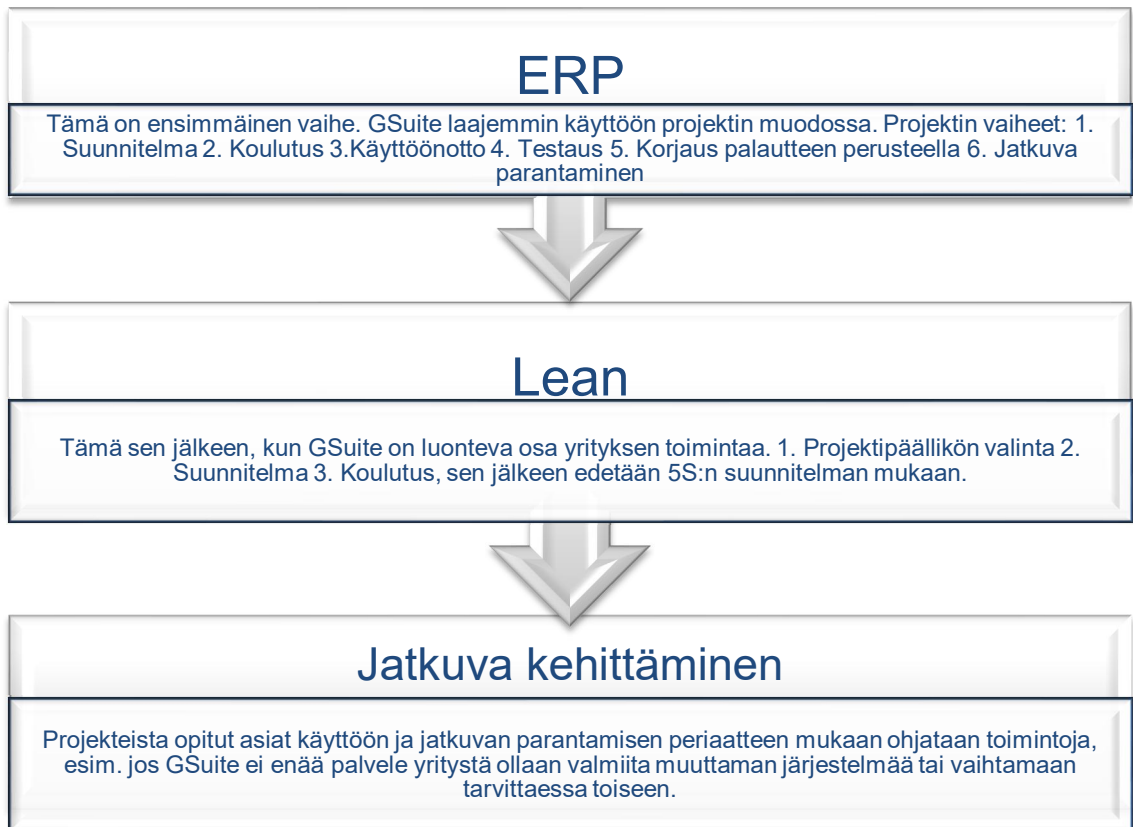 ERP
Tämä on ensimmäinen vaihe. GSuite laajemmin käyttöön projektin muodossa. Projektin vaiheet: 1.
Suunnitelma 2. Koulutus 3.Käyttöönotto 4. Testaus 5. Korjaus palautteen perusteella 6. Jatkuva
parantaminen
Lean
Tämä sen jälkeen, kun GSuite on luonteva osa yrityksen toimintaa. 1. Projektipäällikön valinta 2.
Suunnitelma 3. Koulutus, sen jälkeen edetään 5S:n suunnitelman mukaan.
Jatkuva kehittäminen
Projekteista opitut asiat käyttöön ja jatkuvan parantamisen periaatteen mukaan ohjataan toimintoja,
esim. jos GSuite ei enää palvele yritystä ollaan valmiita muuttaman järjestelmää tai vaihtamaan
tarvittaessa toiseen.